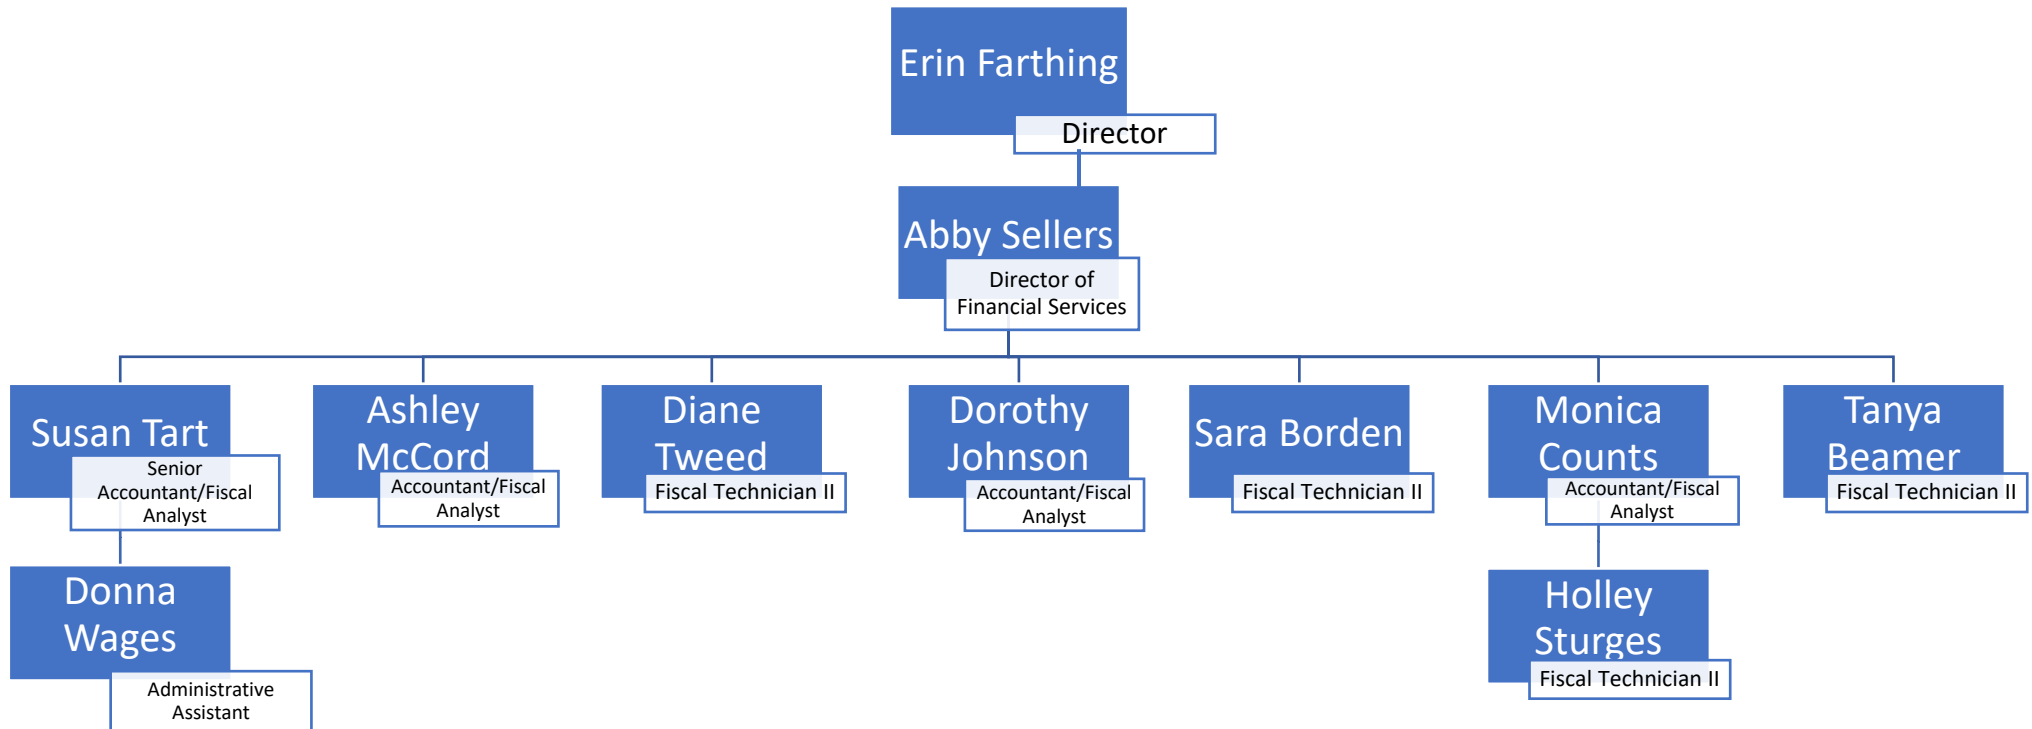 Erin Farthing
Director
Abby Sellers
Director of
Financial Services
Susan Tart
Senior
Accountant/Fiscal
Analyst
Ashley
McCord
Accountant/Fiscal
Analyst
Diane
Tweed
Fiscal Technician II
Dorothy
Johnson
Accountant/Fiscal
Analyst
Sara Borden
Fiscal Technician II
Monica
Counts
Accountant/Fiscal
Analyst
Tanya
Beamer
Fiscal Technician II
Donna
Wages
Administrative
Assistant
Holley
Sturges
Fiscal Technician II